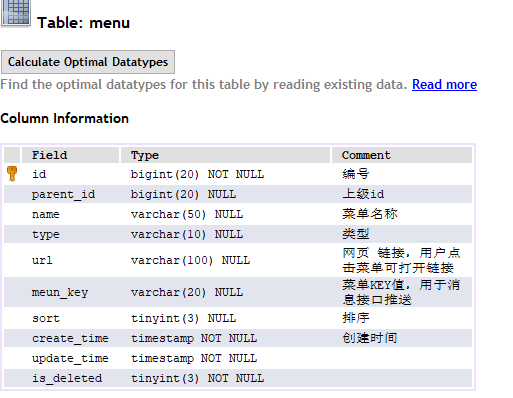 Table: menu
Calculate Optimal Datatypes
Find the optimal datatypes for this table by reading existing data. Read more
Column Information
Field Type Comment
id bigint(20) NOT NULL 编号
parent_id bigint(20) NULL 上级id
name varchar(50) NULL 菜单名称
type varchar(10) NULL 类型
url varchar(100) NULL 网页 链接，用户点
击菜单可打开链接
meun_key varchar(20) NULL 菜单KEY值，用于消
息接口推送
sort tinyint(3) NULL 排序
create_time timestamp NOT NULL 创建时间
update_time timestamp NOT NULL
is_deleted tinyint(3) NOT NULL